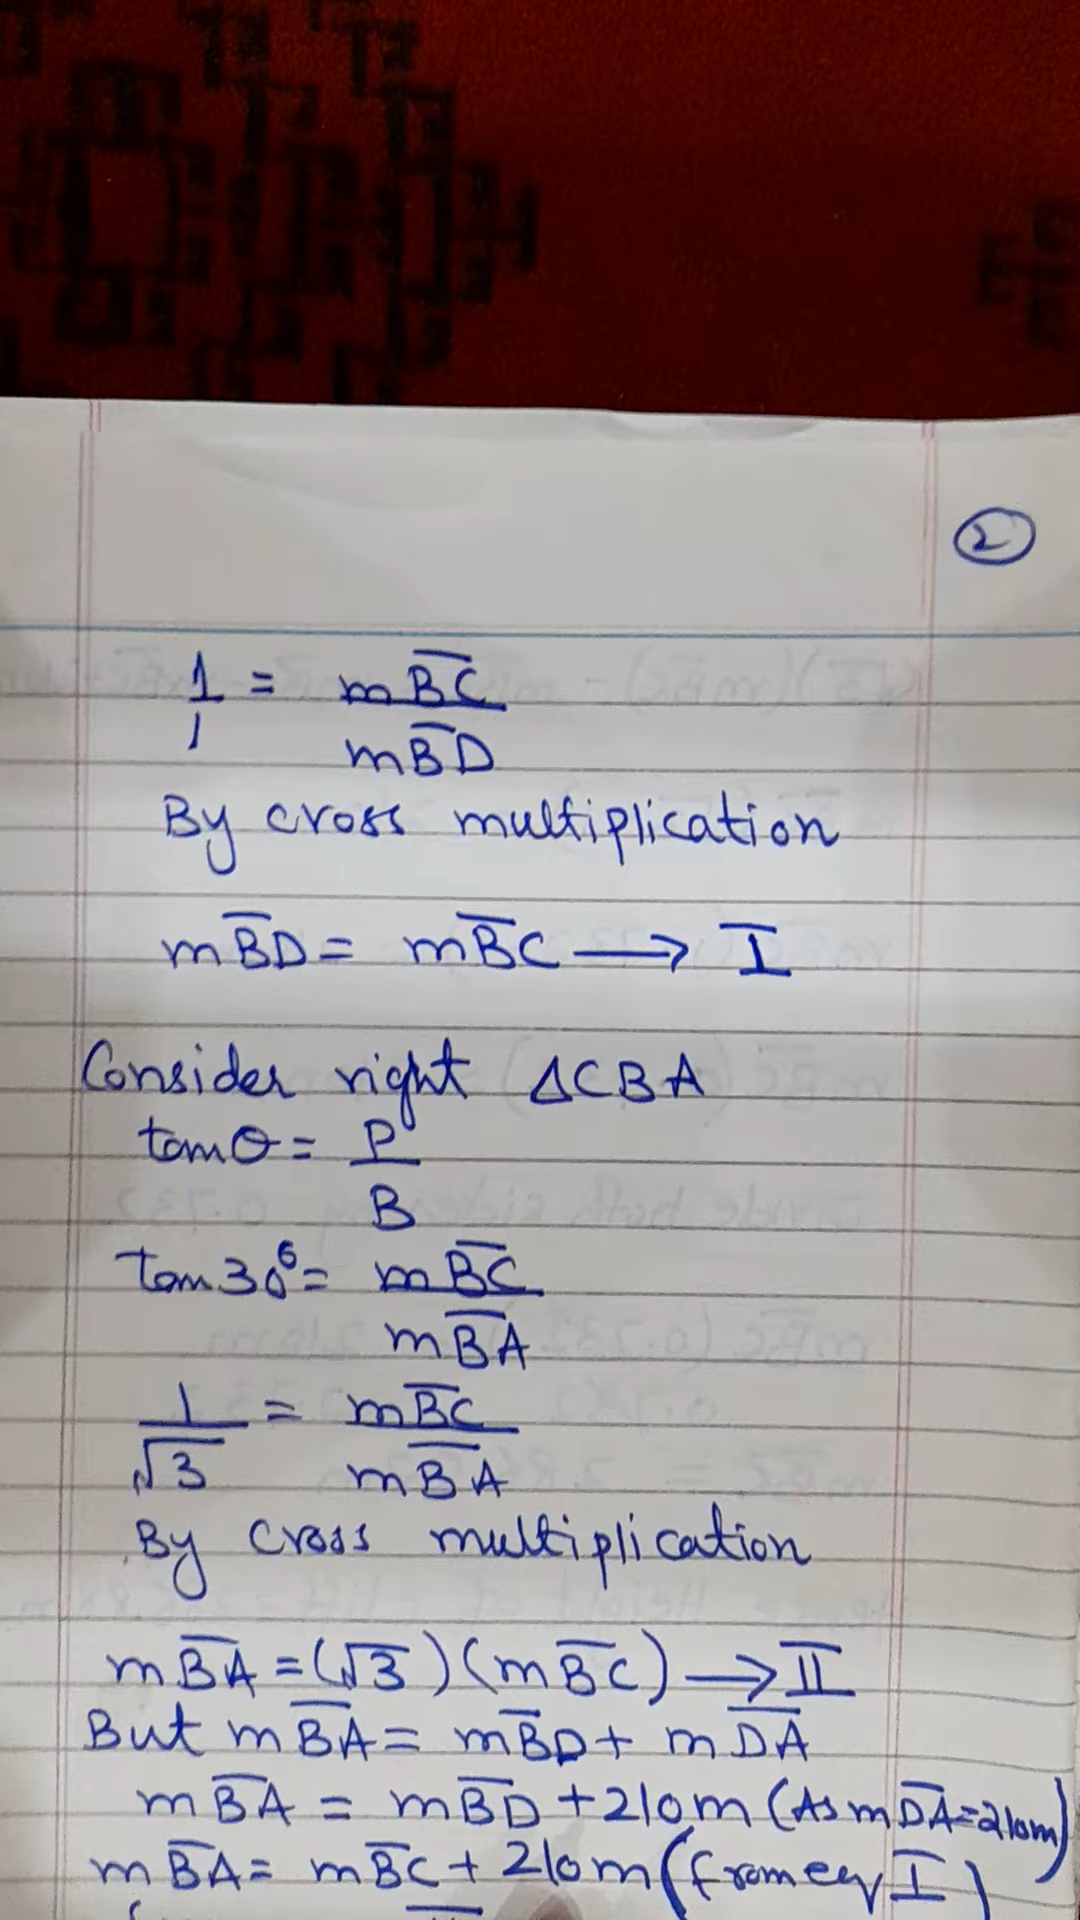 2
1/1 = mBC/mBD
By cross multiplication
mBD = mBC → I
Consider right ΔCBA
tanθ = P/B
tan30° = mBC/mBA
1/√3 = mBC/mBA
By cross multiplication
mBA = (√3)(mBC) → II
But mBA = mBD + mDA
mBA = mBD + 210m (As mDA = 210m)
mBA = mBC + 210m (from eq I)